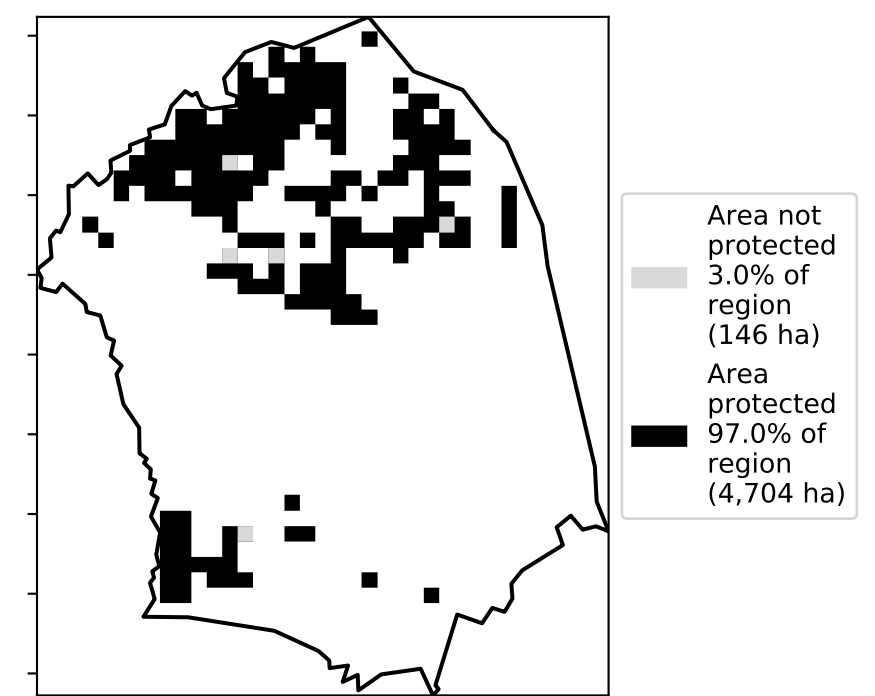 Area not
protected
3.0% of
region
(146 ha)
Area
protected
97.0% of
region
(4,704 ha)